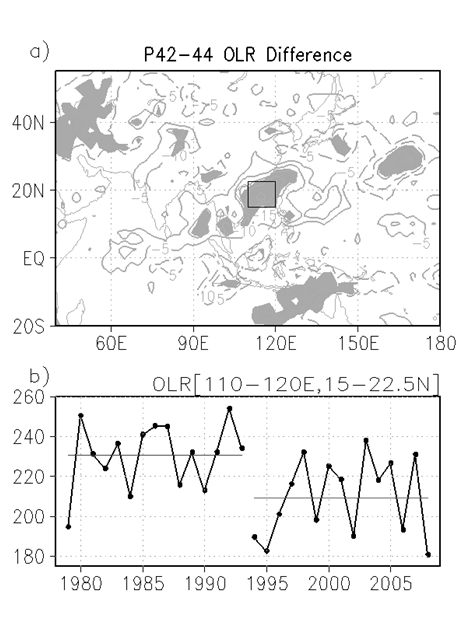 a)
P42-44 OLR Difference
40N
20N
EQ
20S
60E
90E
120E
150E
180
b)
OLR[110-120E,15-22.5N]
260
240
220
200
180
1980
1985
1990
1995
2000
2005